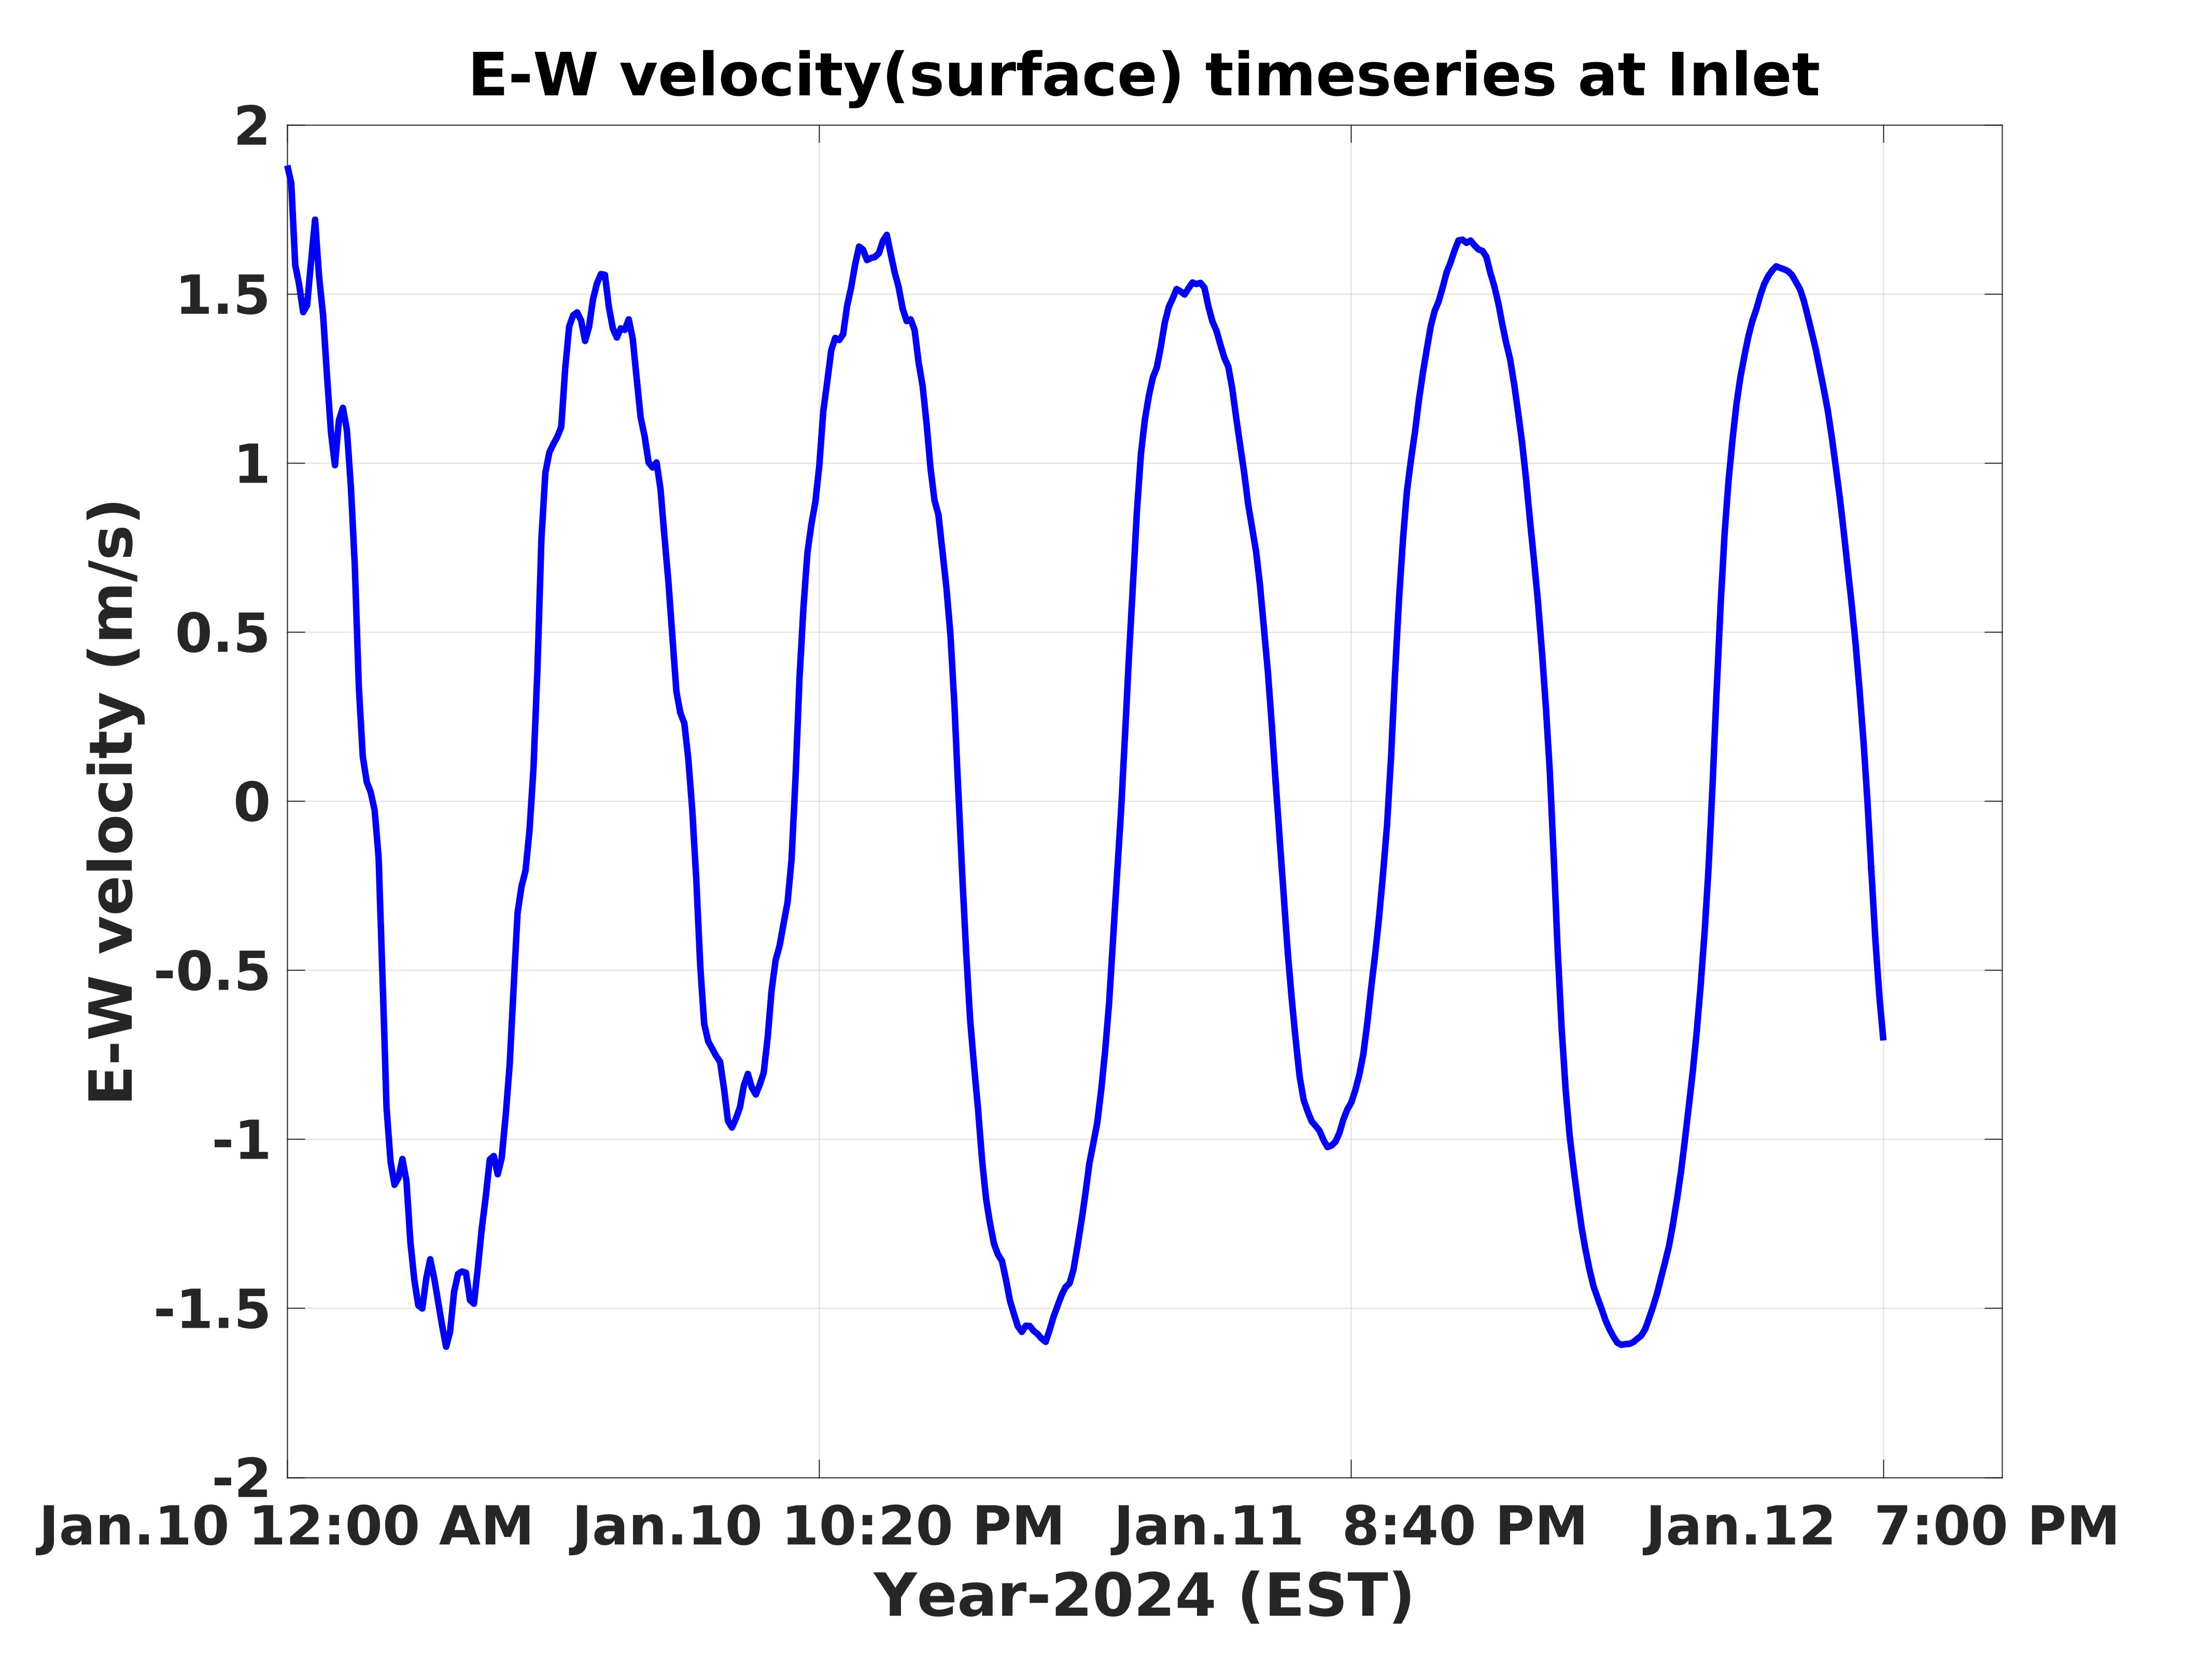 E-W velocity(surface) timeseries at Inlet
E-W velocity (m/s)
2
1.5
1
0.5
0
-0.5
-1
-1.5
-2
Jan.10 12:00 AM Jan.10 10:20 PM Jan.11 8:40 PM Jan.12 7:00 PM
Year-2024 (EST)